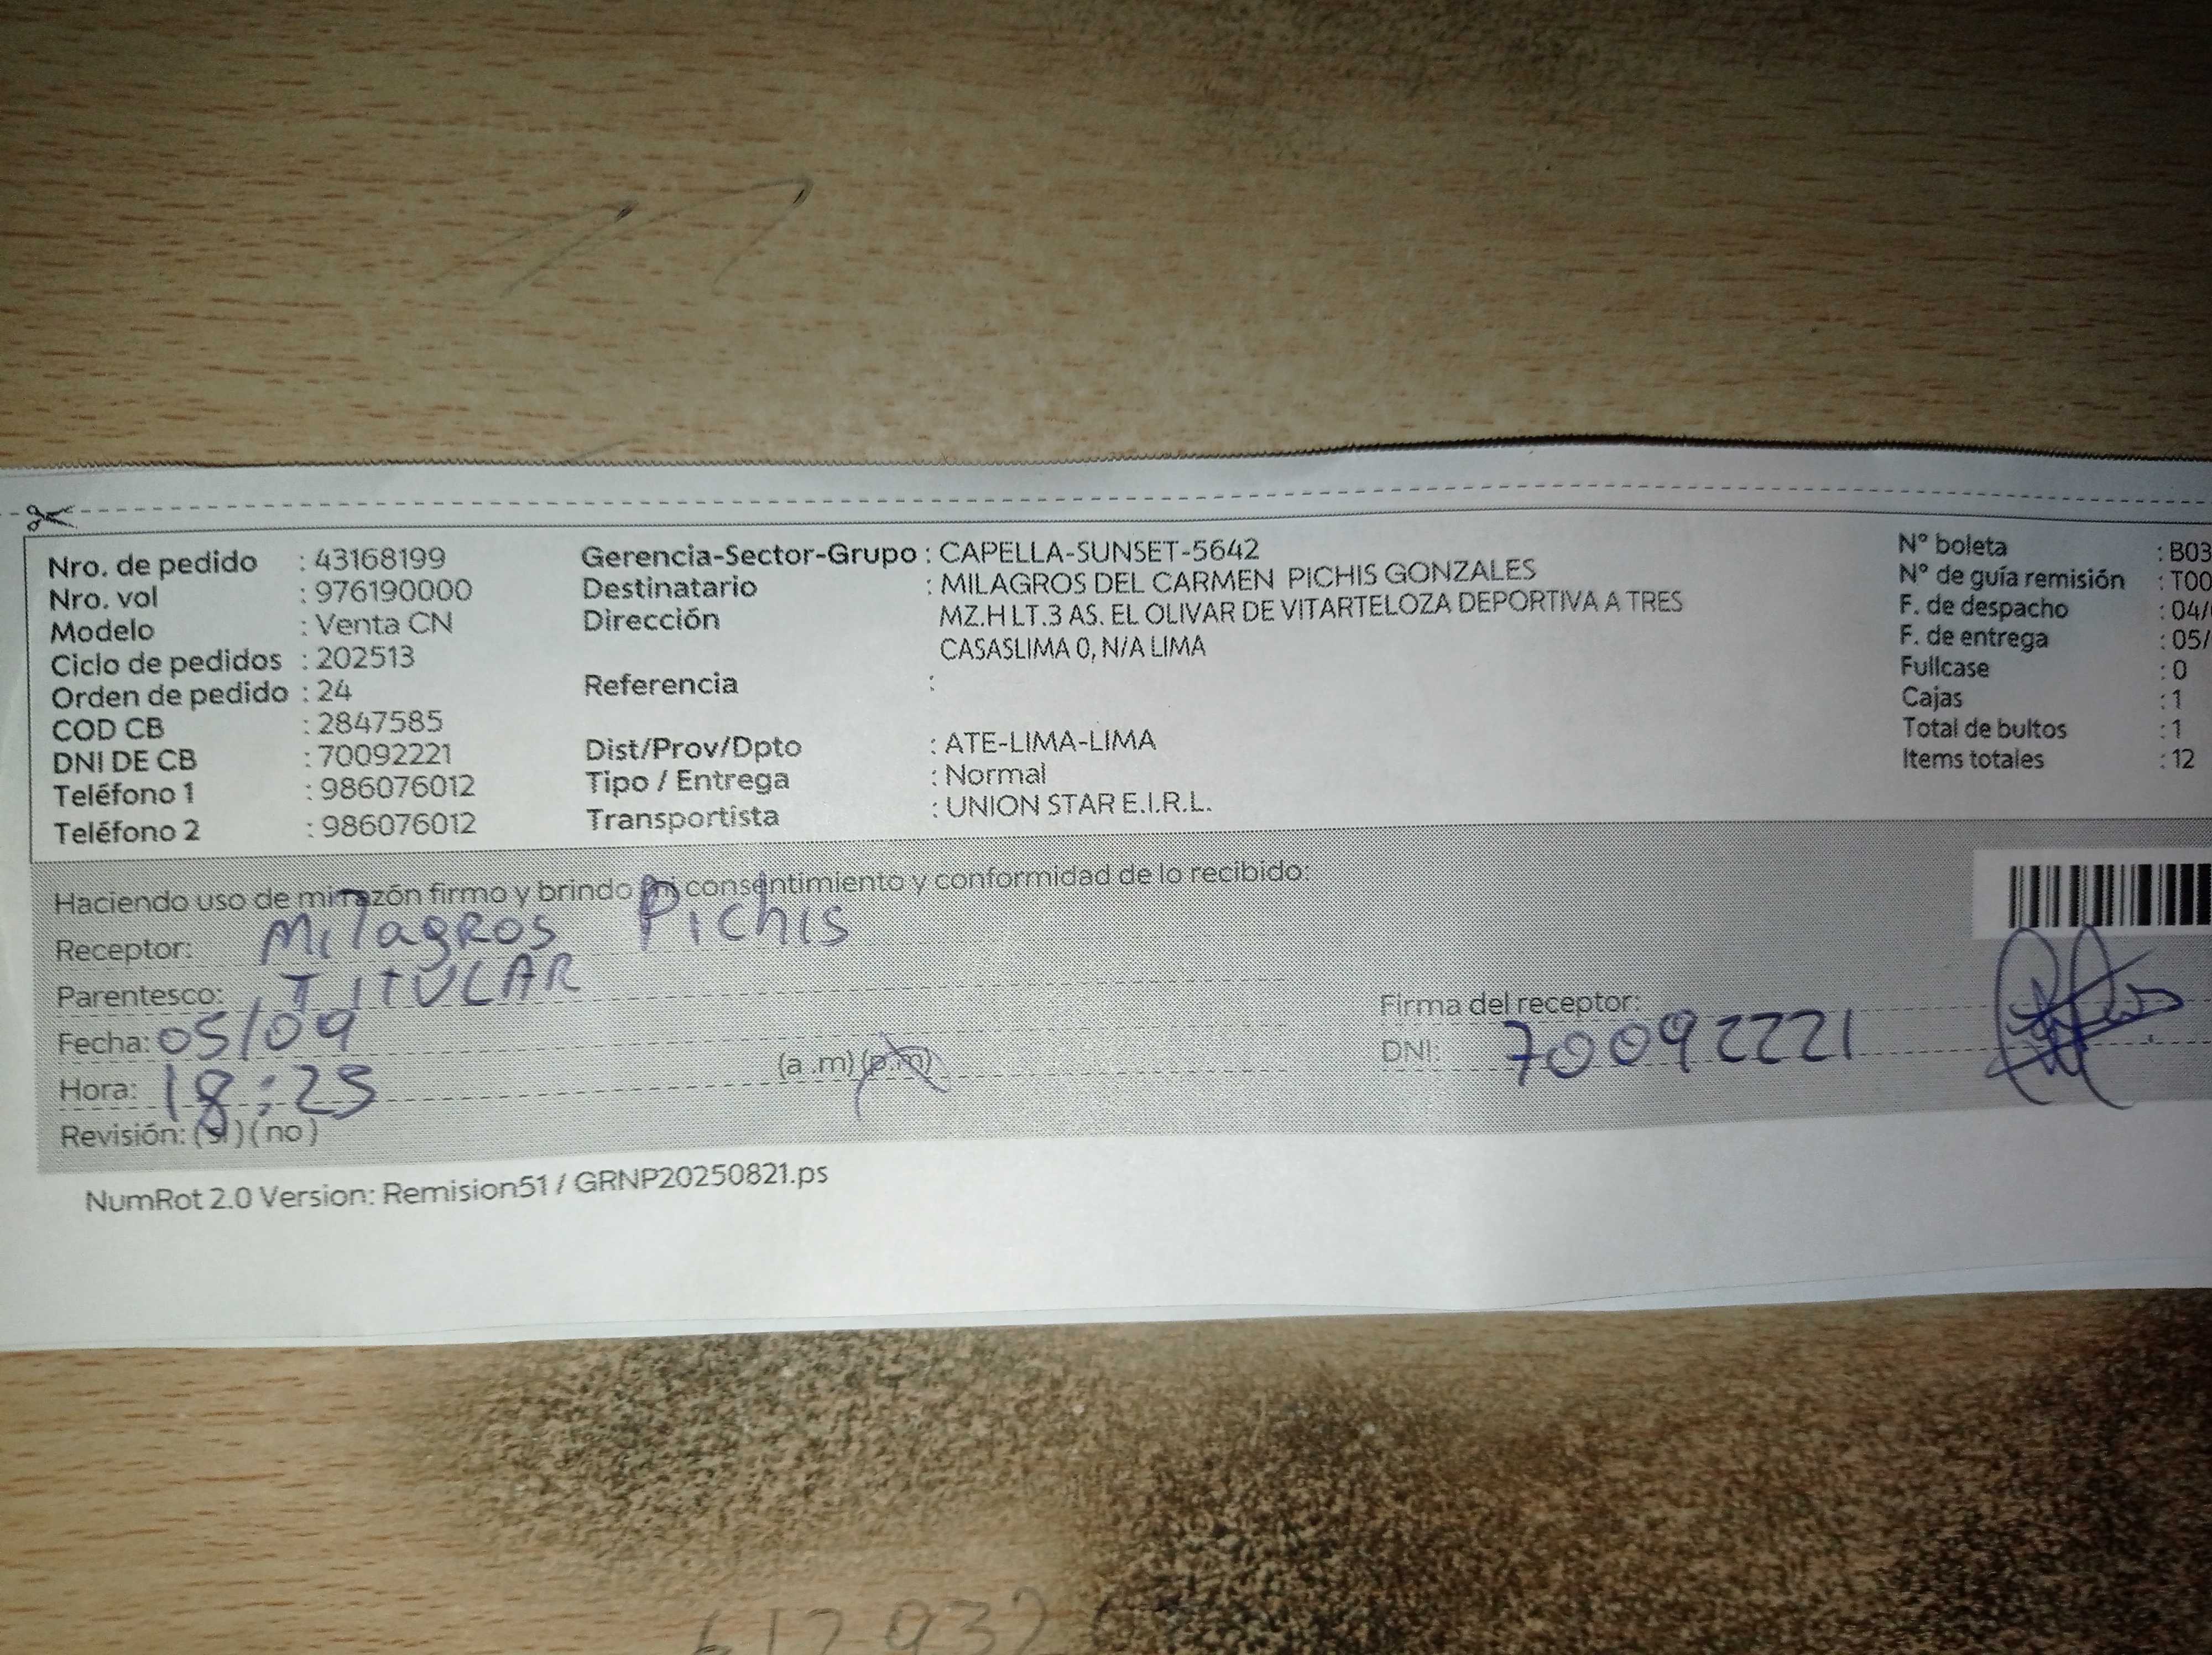 Nro. de pedido : 43168199
Nro. vol : 976190000
Modelo : Venta CN
Ciclo de pedidos : 202513
Orden de pedido : 24
COD CB : 2847585
DNI DE CB : 70092221
Teléfono 1 : 986076012
Teléfono 2 : 986076012
Gerencia-Sector-Grupo : CAPELLA-SUNSET-5642
Destinatario : MILAGROS DEL CARMEN PICHIS GONZALES
Dirección MZ.H LT.3 AS. EL OLIVAR DE VITARTELOZA DEPORTIVA A TRES
CASASLIMA 0, N/A LIMA
Referencia :
Dist/Prov/Dpto : ATE-LIMA-LIMA
Tipo / Entrega : Normal
Transportista : UNION STAR E.I.R.L.
N° boleta : B03
N° de guía remisión : T00
F. de despacho : 04/
F. de entrega : 05/
Fullcase : 0
Cajas : 1
Total de bultos : 1
Items totales : 12
Haciendo uso de mi razón firmo y brindo mi consentimiento y conformidad de lo recibido:
Receptor: Milagros Pichis
Parentesco: TITULAR
Fecha: 05/09
Hora: 18:25 (a .m) (p.m)
Revisión: (si) (no)
Firma del receptor:
DNI: 70092221
NumRot 2.0 Version: Remision51 / GRNP20250821.ps